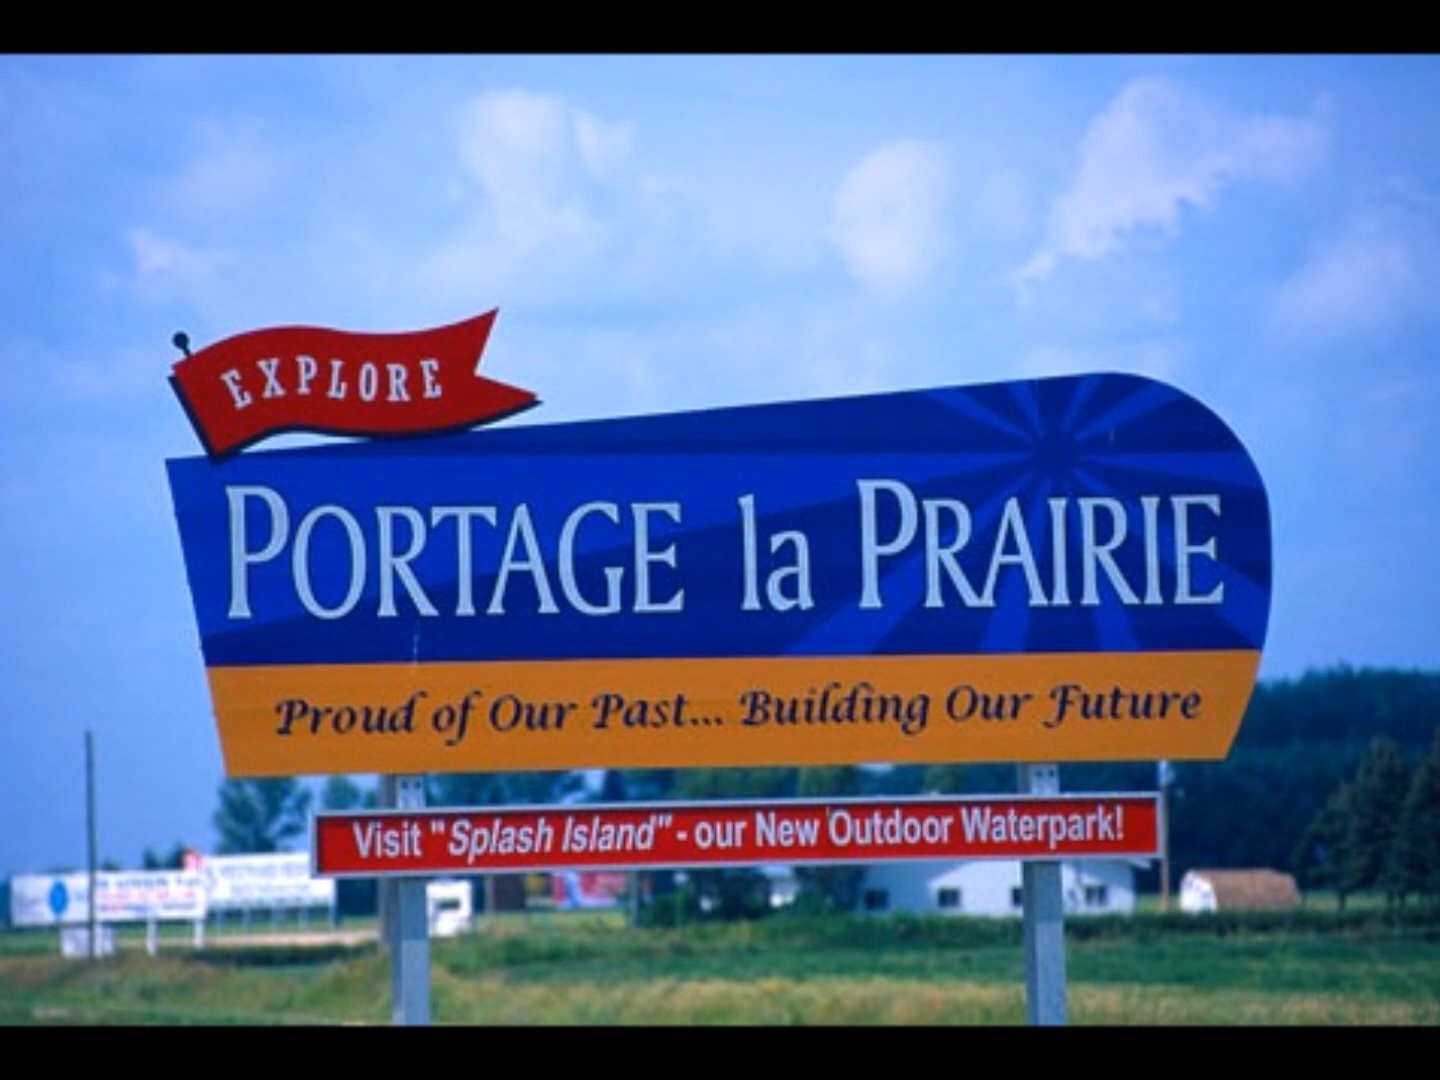 EXPLORE
PORTAGE la PRAIRIE
Proud of Our Past... Building Our Future
Visit "Splash Island" - our New Outdoor Waterpark!